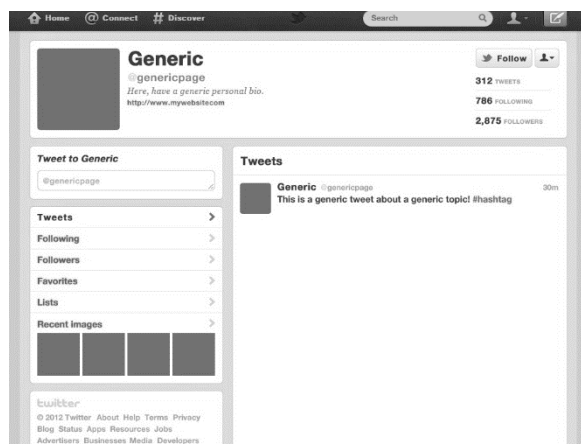 Home @ Connect # Discover Search
Generic
@genericpage
Here, have a generic personal bio.
http://www.mywebsitecom
Follow
312 TWEETS
786 FOLLOWING
2,875 FOLLOWERS
Tweet to Generic
@genericpage
Tweets
Following
Followers
Favorites
Lists
Recent Images
Tweets
Generic @genericpage 30m
This is a generic tweet about a generic topic! #hashtag
twitter
© 2012 Twitter About Help Terms Privacy
Blog Status Apps Resources Jobs
Advertisers Businesses Media Developers